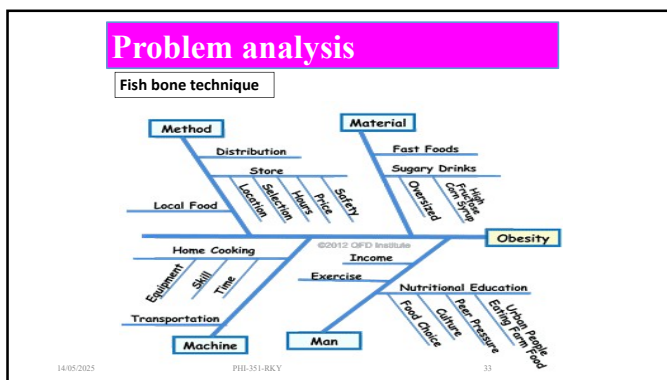 Problem analysis
Fish bone technique
Method
Material
Distribution
Fast Foods
Store
Sugary Drinks
Location
Selection
Hours
Price
Safety
Oversized
High
Fructase
Corn Syrup
Local Food
Obesity
©2012 QFD Institute
Home Cooking
Income
Equipment
Skill
Time
Exercise
Nutritional Education
Food Choice
Culture
Peer Pressure
Urban People
Eating Farm Food
Transportation
Machine
Man
14/05/2025
PHI-351-RKY
33